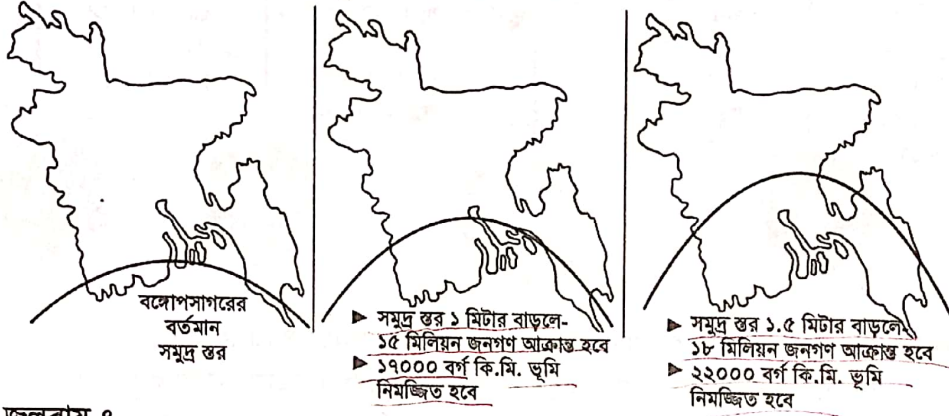 বঙ্গোপসাগরের
বর্তমান
সমুদ্র স্তর
▶ সমুদ্র স্তর ১ মিটার বাড়লে-
১৫ মিলিয়ন জনগণ আক্রান্ত হবে
▶ ১৭০০০ বর্গ কি.মি. ভূমি
নিমজ্জিত হবে
▶ সমুদ্র স্তর ১.৫ মিটার বাড়লে-
১৮ মিলিয়ন জনগণ আক্রান্ত হবে
▶ ২২০০০ বর্গ কি.মি. ভূমি
নিমজ্জিত হবে